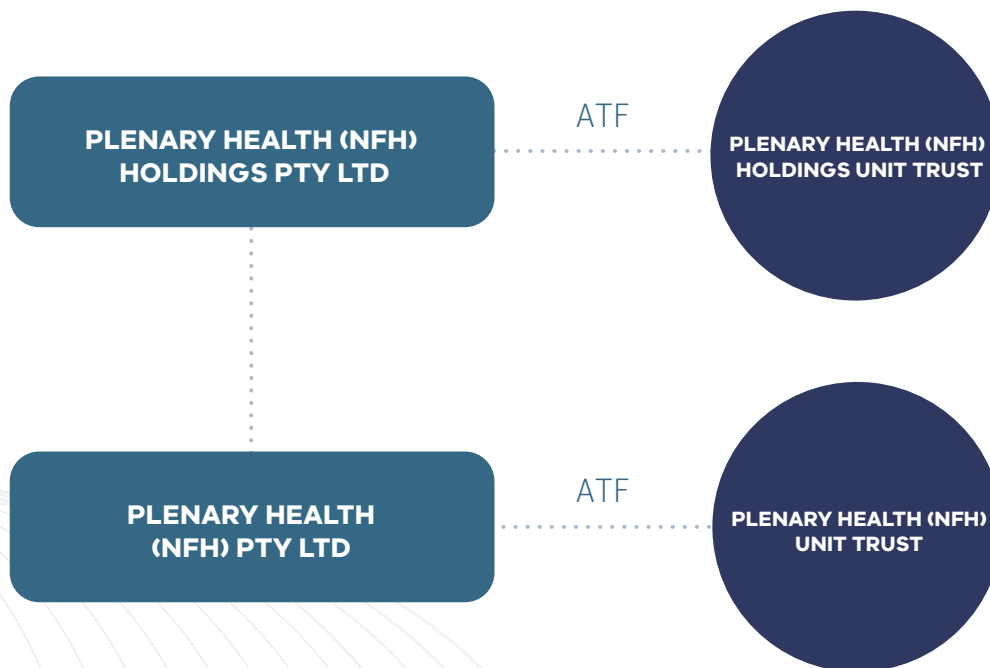 PLENARY HEALTH (NFH)
HOLDINGS PTY LTD
ATF
PLENARY HEALTH (NFH)
HOLDINGS UNIT TRUST
PLENARY HEALTH
(NFH) PTY LTD
ATF
PLENARY HEALTH (NFH)
UNIT TRUST